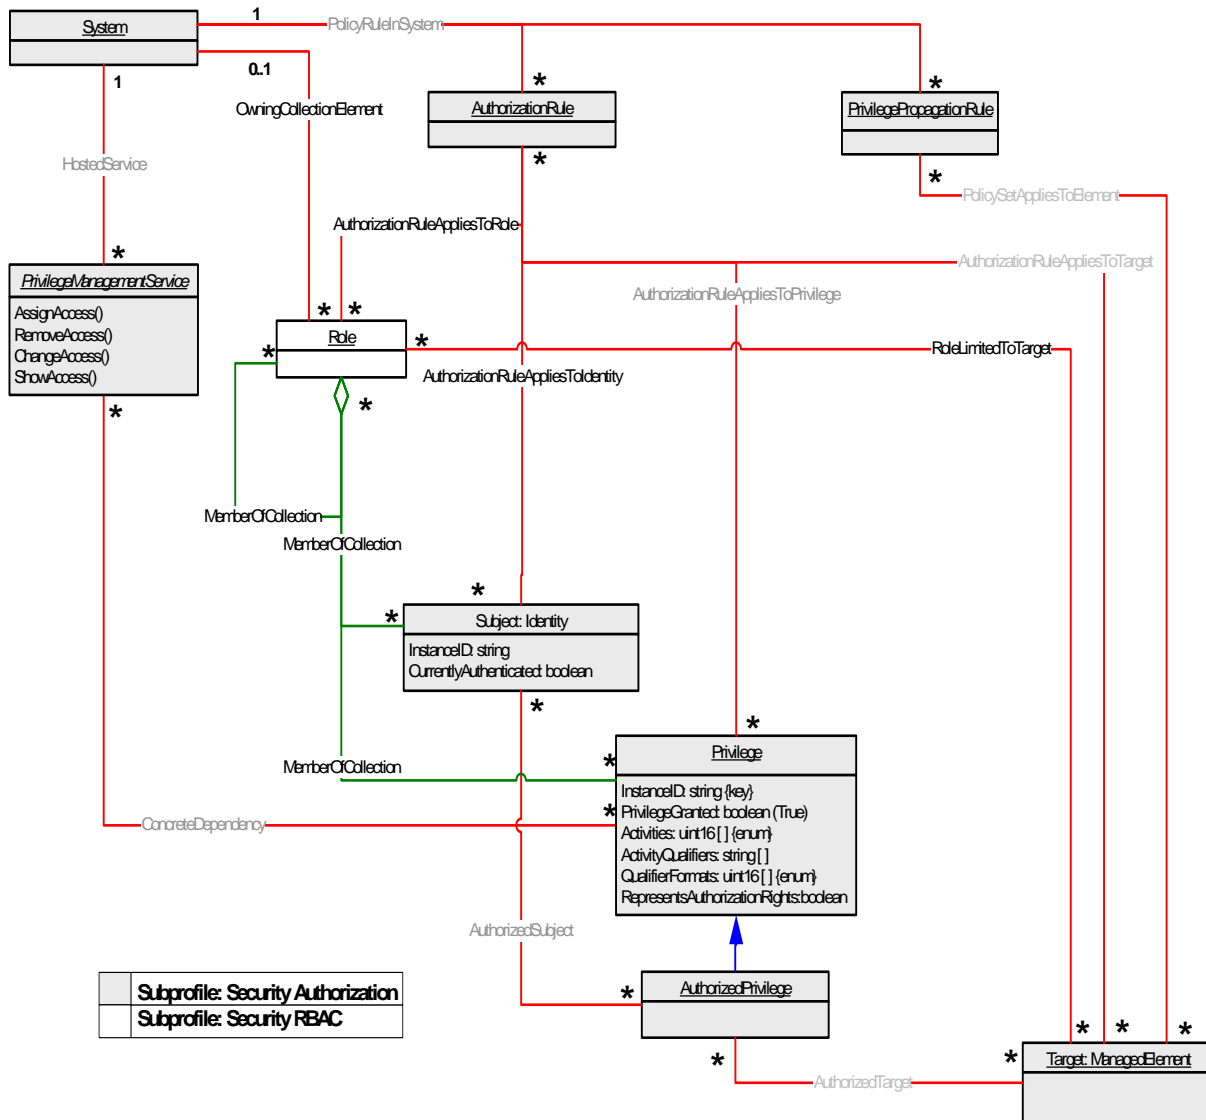 1
System
PolicyRuleInSystem
0..1
1
*
*
AuthorizationRule
PrivilegePropagationRule
OwningCollectionElement
*
*
HostedService
PolicySetAppliesToElement
AuthorizationRuleAppliesToRole
*
AuthorizationRuleAppliesToTarget
PrivilegeManagementService
AuthorizationRuleAppliesToPrivilege
AssignAccess()
RemoveAccess()
ChangeAccess()
ShowAccess()
*
*
Role
*
*
RoleLimitedToTarget
AuthorizationRuleAppliesToIdentity
*
*
MemberOfCollection
MemberOfCollection
*
*
Subject: Identity
InstanceID: string
CurrentlyAuthenticated: boolean
*
*
Privilege
*
MemberOfCollection
InstanceID: string {key}
*
PrivilegeGranted: boolean (True)
ConcreteDependency
Activities: uint16 [ ] {enum}
ActivityQualifiers: string [ ]
QualifierFormats: uint16 [ ] {enum}
RepresentsAuthorizationRights:boolean
AuthorizedSubject
AuthorizedPrivilege
*
Subprofile: Security Authorization
Subprofile: Security RBAC
*
*
*
*
*
Target: ManagedElement
AuthorizedTarget